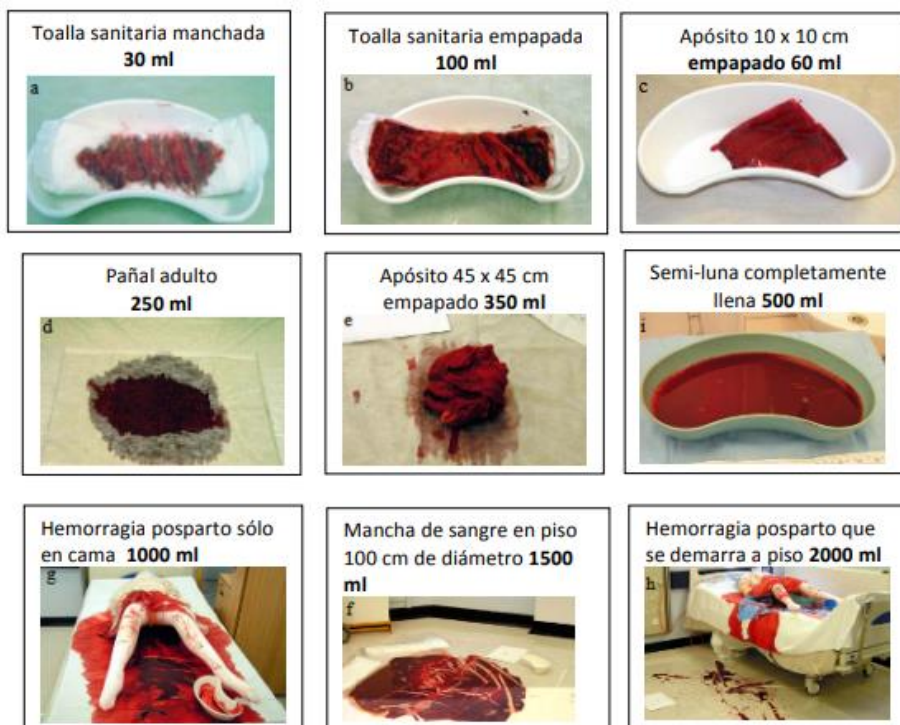 Toalla sanitaria manchada
30 ml
a
Toalla sanitaria empapada
100 ml
b
Apósito 10 x 10 cm
empapado 60 ml
c
Pañal adulto
250 ml
d
Apósito 45 x 45 cm
empapado 350 ml
e
Semi-luna completamente
llena 500 ml
i
Hemorragia posparto sólo
en cama 1000 ml
g
Mancha de sangre en piso
100 cm de diámetro 1500
ml
f
Hemorragia posparto que
se demarra a piso 2000 ml
h